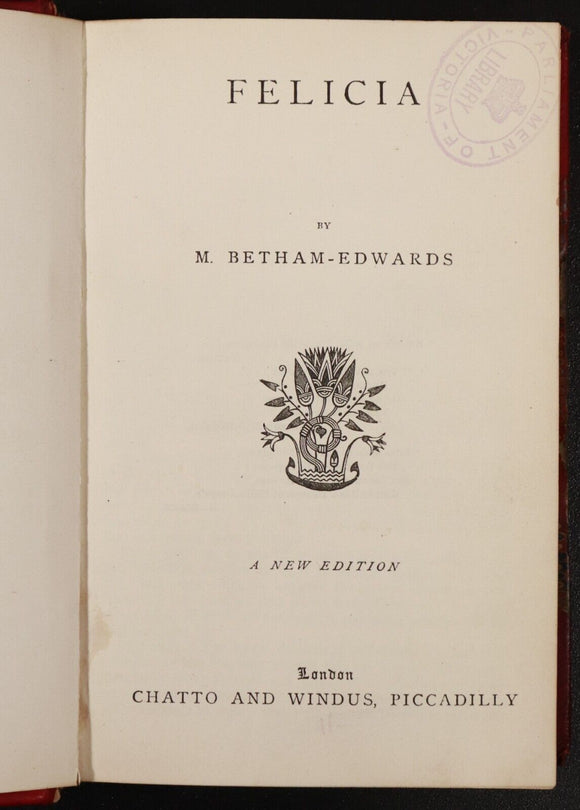 FELICIA
PARLIAMENT OF VICTORIA
LIBRARY
BY
M. BETHAM-EDWARDS
A NEW EDITION
London
CHATTO AND WINDUS, PICCADILLY